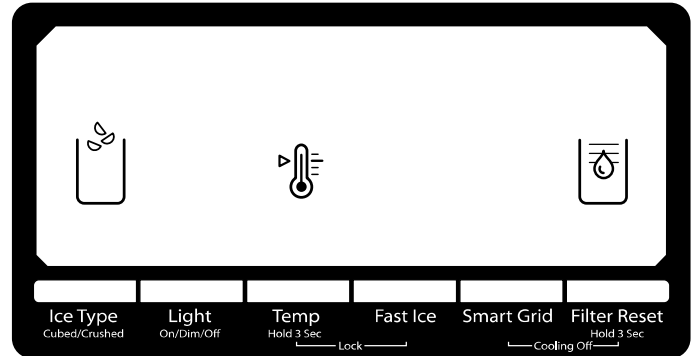 Ice Type Light Temp Fast Ice Smart Grid Filter Reset
Cubed/Crushed On/Dim/Off Hold 3 Sec Hold 3 Sec
Lock Cooling Off